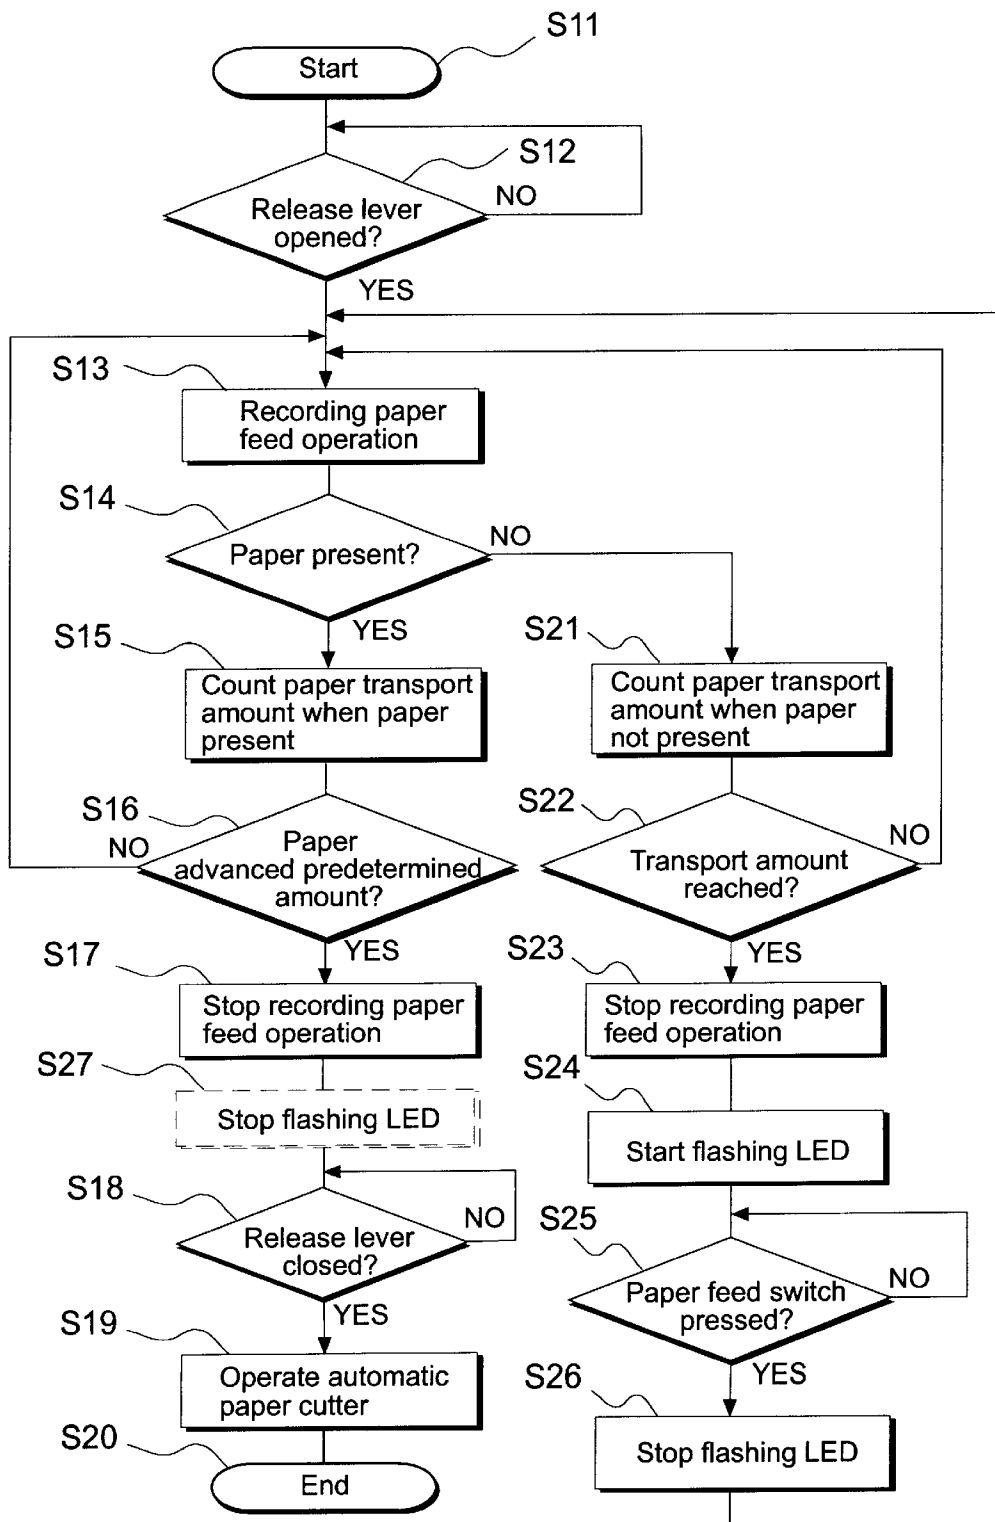 S11
Start
S12
NO
Release lever
opened?
YES
S13
Recording paper
feed operation
S14
NO
Paper present?
YES
S15
Count paper transport
amount when paper
present
S21
Count paper transport
amount when paper
not present
S16
NO
Paper
advanced predetermined
amount?
YES
S22
NO
Transport amount
reached?
YES
S17
Stop recording paper
feed operation
S23
Stop recording paper
feed operation
S27
Stop flashing LED
S24
Start flashing LED
S18
NO
Release lever
closed?
YES
S25
NO
Paper feed switch
pressed?
YES
S19
Operate automatic
paper cutter
S26
Stop flashing LED
S20
End